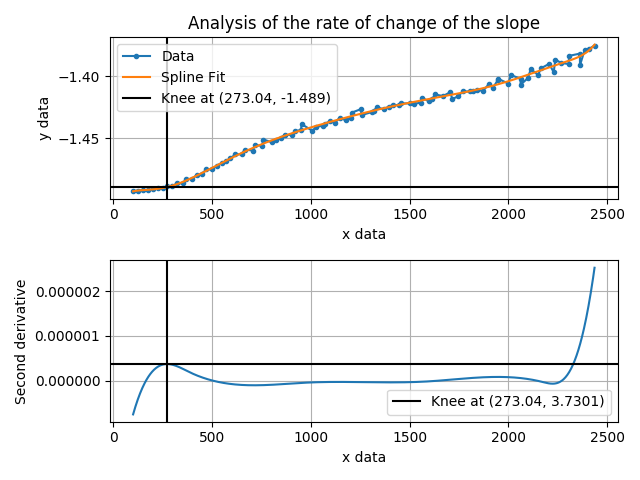 Analysis of the rate of change of the slope
−1.40
−1.45
y data
Data
Spline Fit
Knee at (273.04, -1.489)
0 500 1000 1500 2000 2500
x data
0.000002
0.000001
0.000000
Second derivative
Knee at (273.04, 3.7301)
0 500 1000 1500 2000 2500
x data